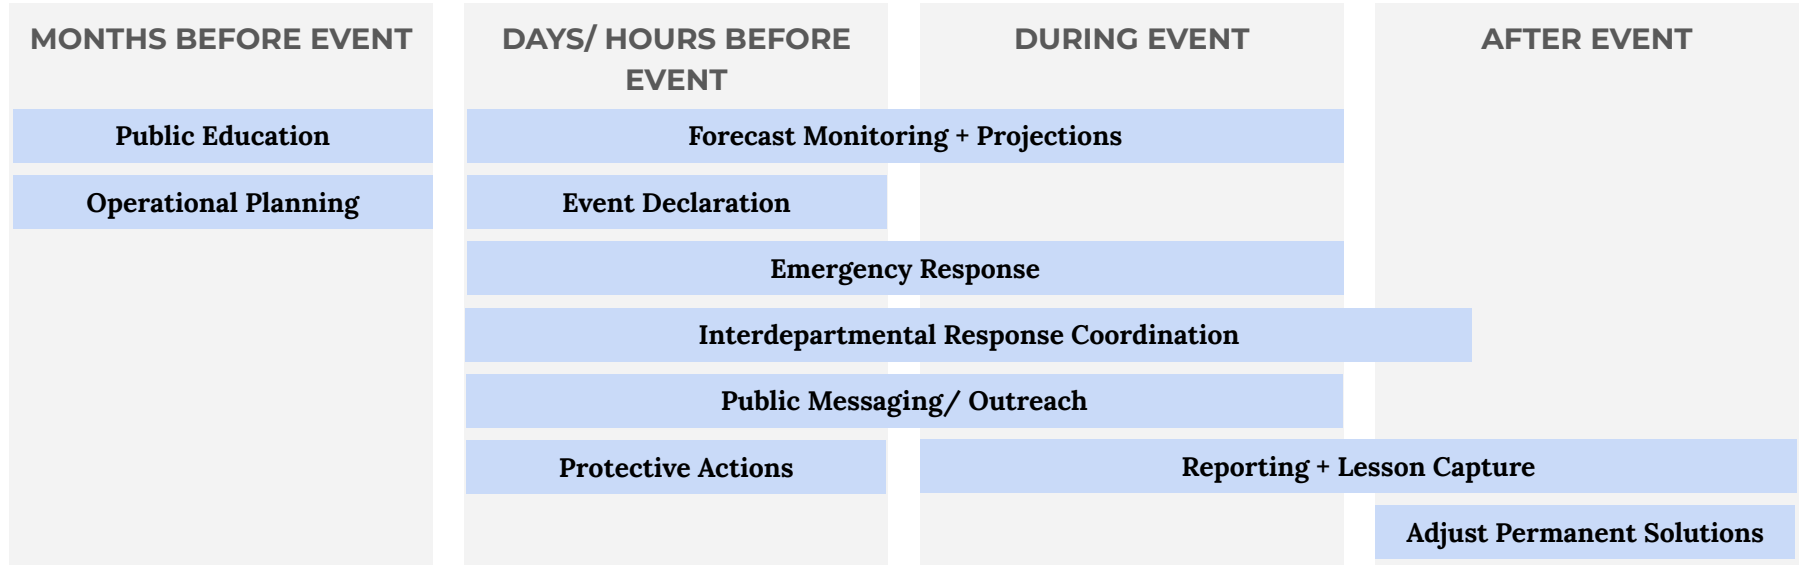 MONTHS BEFORE EVENT
DAYS/ HOURS BEFORE
EVENT
DURING EVENT
AFTER EVENT
Public Education
Forecast Monitoring + Projections
Operational Planning
Event Declaration
Emergency Response
Interdepartmental Response Coordination
Public Messaging/ Outreach
Protective Actions
Reporting + Lesson Capture
Adjust Permanent Solutions